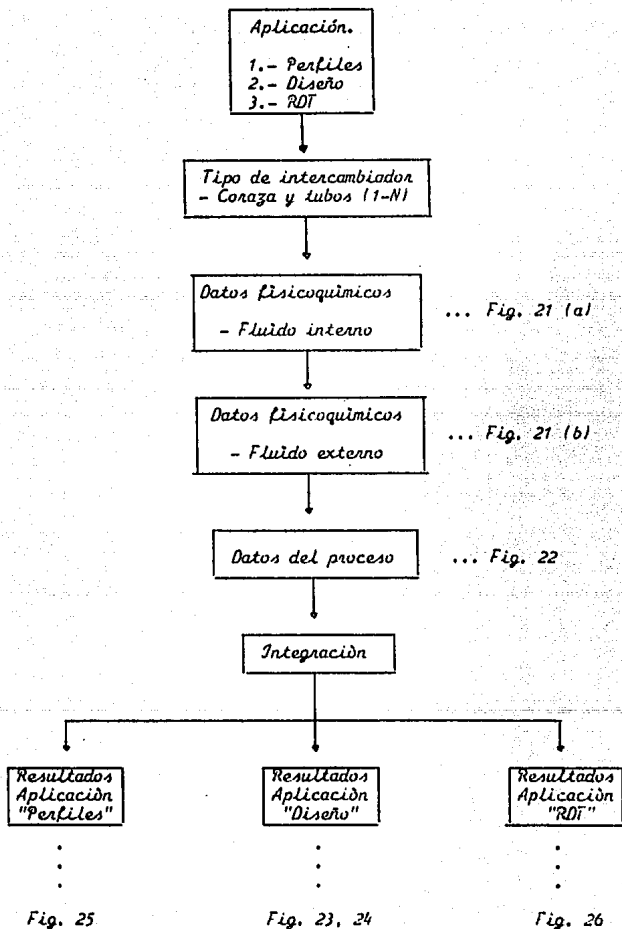 Aplicación.
1.- Perfiles
2.- Diseño
3.- RDT
Tipo de intercambiador
- Coraza y tubos (1-N)
Datos fisicoquímicos
- Fluido interno
... Fig. 21 (a)
Datos fisicoquímicos
- Fluido externo
... Fig. 21 (b)
Datos del proceso
... Fig. 22
Integración
Resultados
Aplicación
"Perfiles"
Resultados
Aplicación
"Diseño"
Resultados
Aplicación
"RDT"
Fig. 25
Fig. 23, 24
Fig. 26